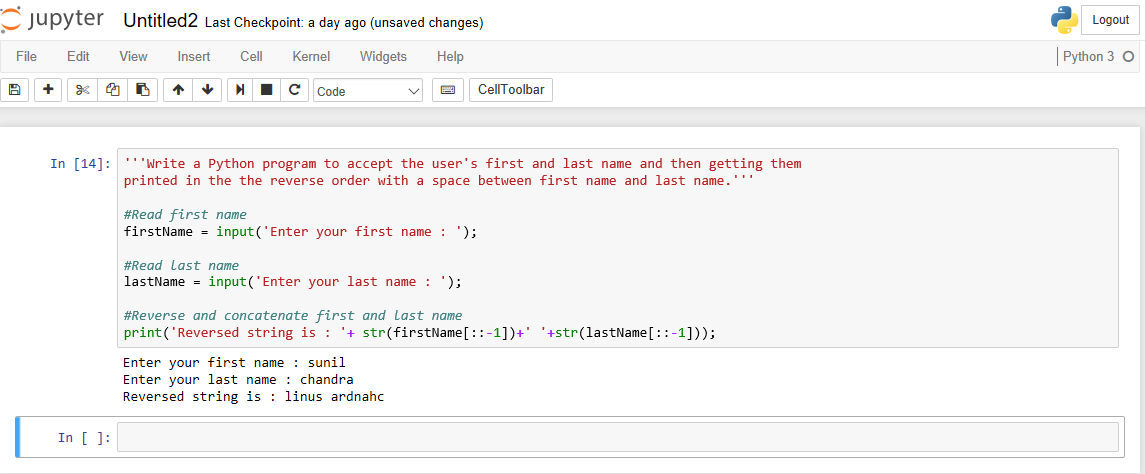 jupyter Untitled2 Last Checkpoint: a day ago (unsaved changes) Logout
File Edit View Insert Cell Kernel Widgets Help Python 3
Code CellToolbar
In [14]: '''Write a Python program to accept the user's first and last name and then getting them
printed in the the reverse order with a space between first name and last name.'''
#Read first name
firstName = input('Enter your first name : ');
#Read last name
lastName = input('Enter your last name : ');
#Reverse and concatenate first and last name
print('Reversed string is : '+ str(firstName[::-1])+' '+str(lastName[::-1]));
Enter your first name : sunil
Enter your last name : chandra
Reversed string is : linus ardnahc
In [ ]: